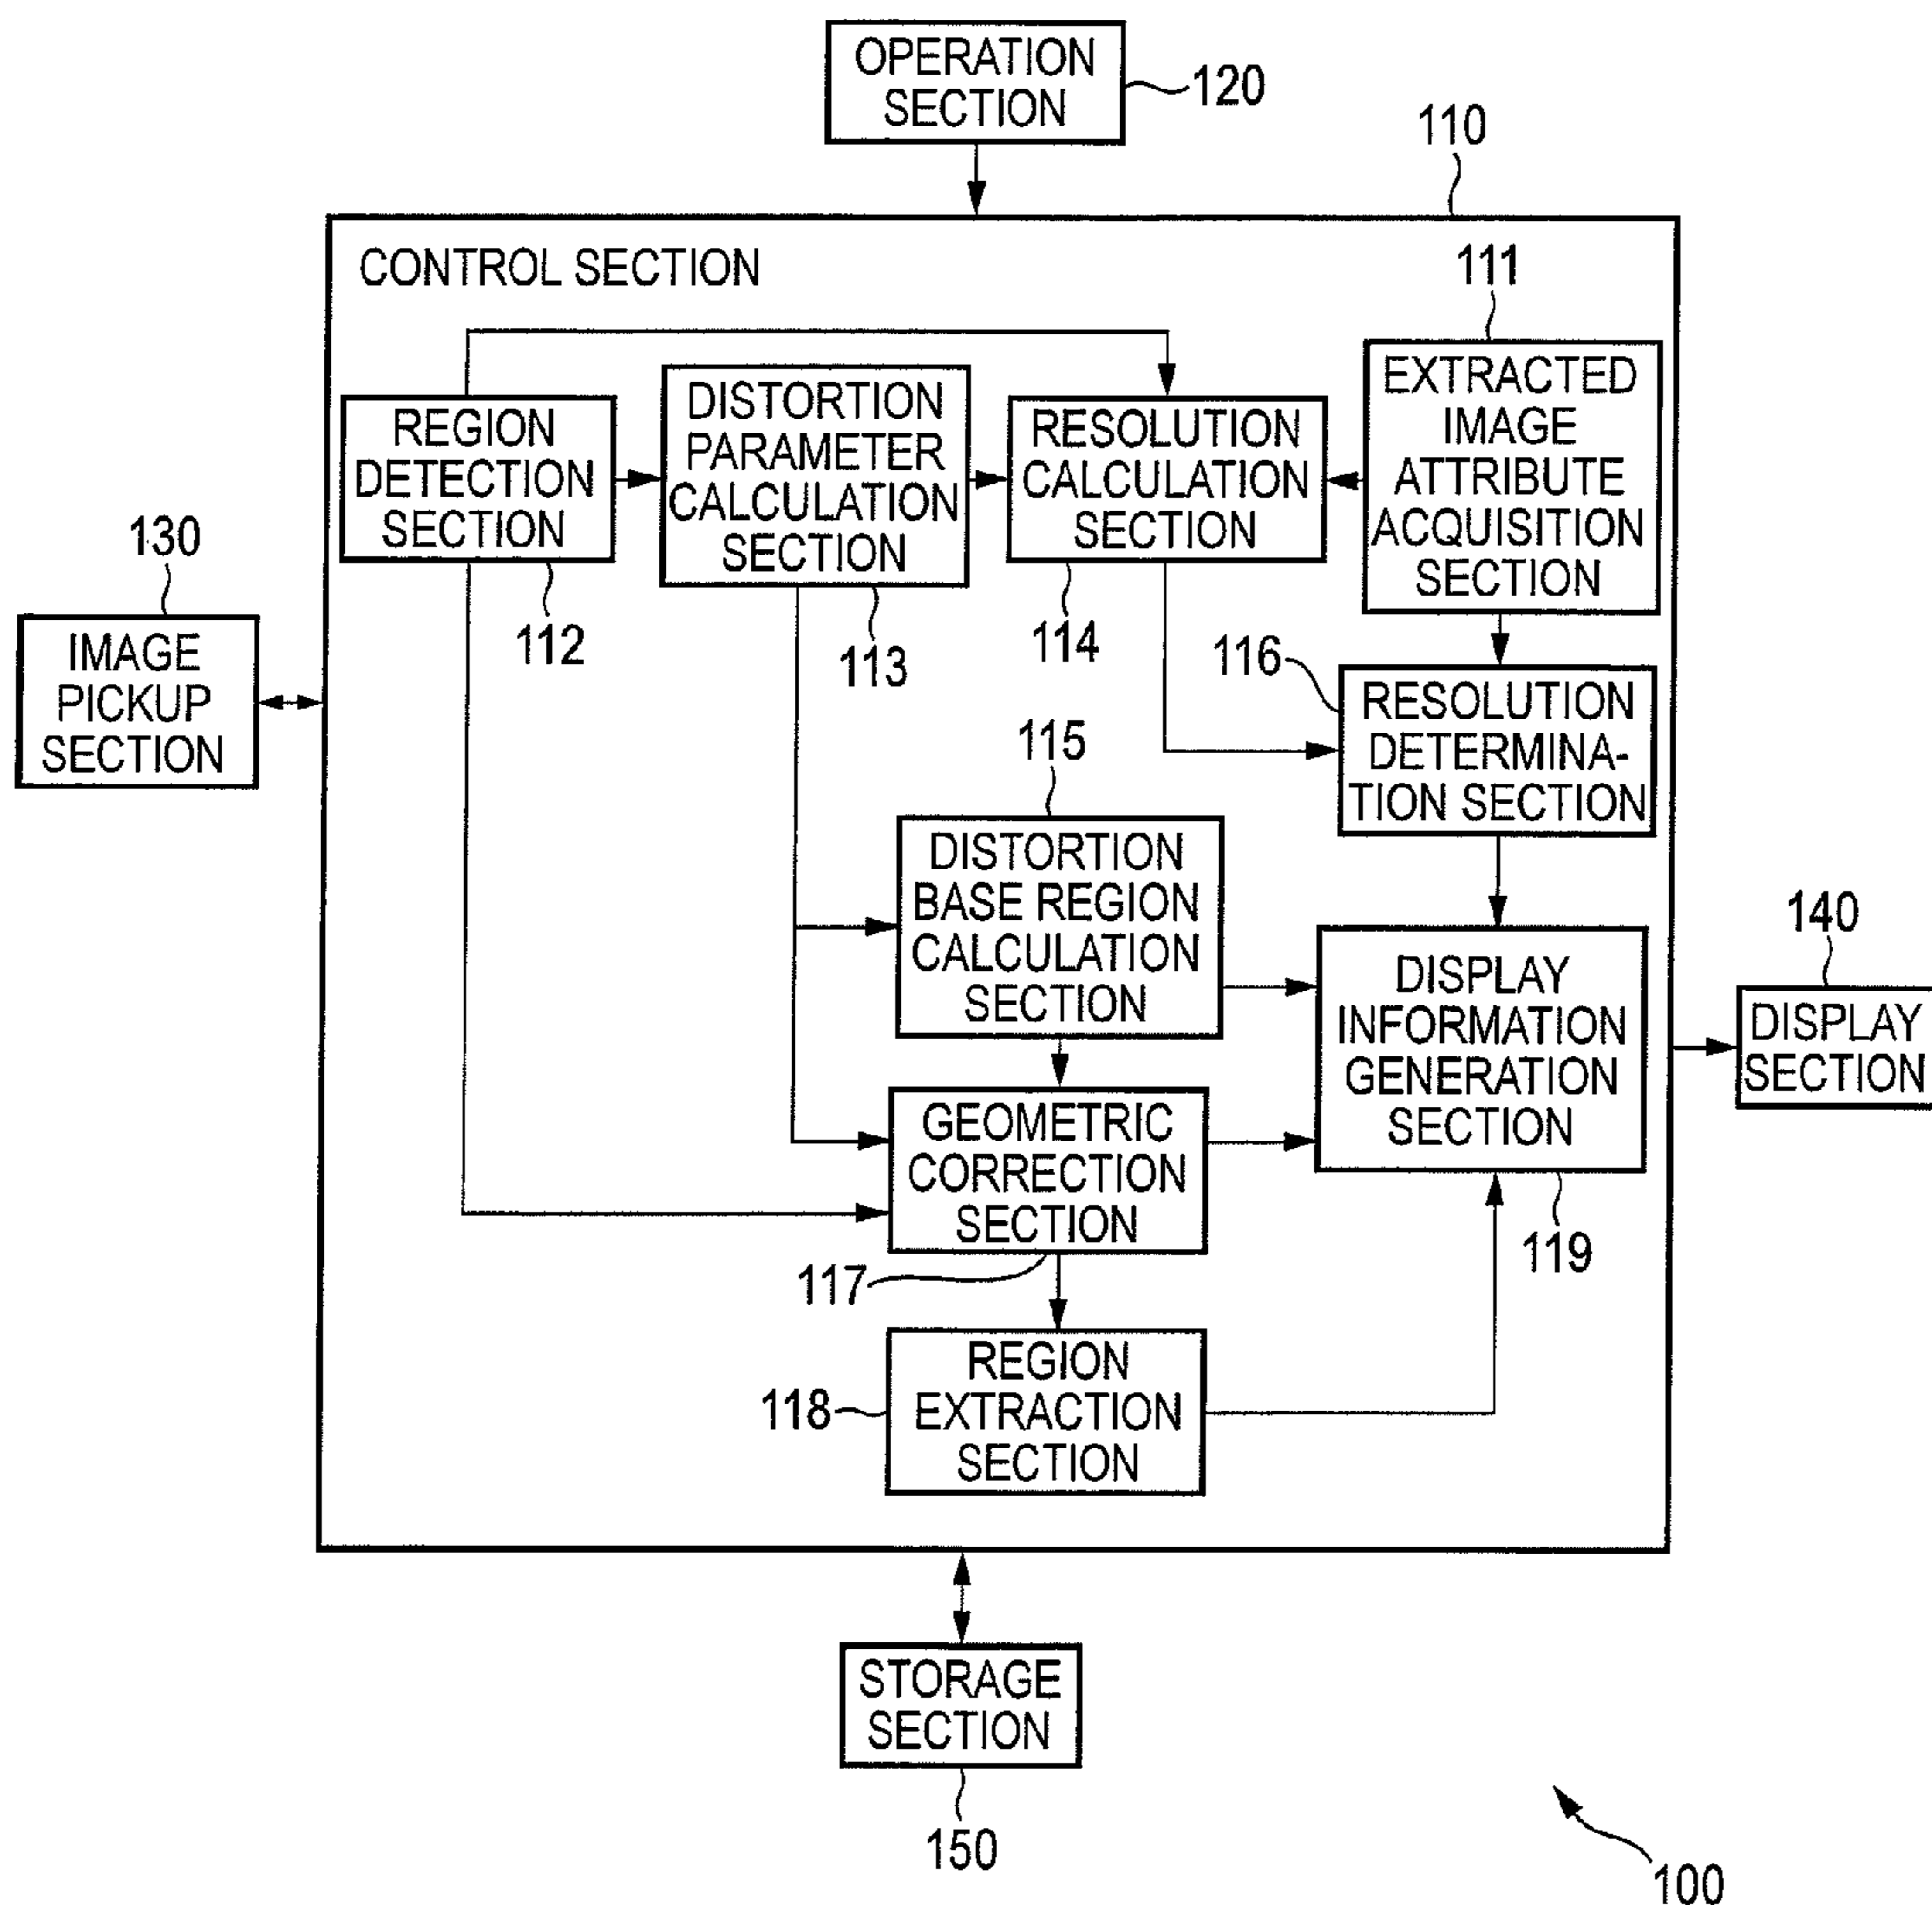 OPERATION
SECTION
120
110
CONTROL SECTION
111
EXTRACTED
IMAGE
ATTRIBUTE
ACQUISITION
SECTION
REGION
DETECTION
SECTION
112
DISTORTION
PARAMETER
CALCULATION
SECTION
113
RESOLUTION
CALCULATION
SECTION
114
130
IMAGE
PICKUP
SECTION
116
RESOLUTION
DETERMINA-
TION SECTION
115
DISTORTION
BASE REGION
CALCULATION
SECTION
DISPLAY
INFORMATION
GENERATION
SECTION
119
140
DISPLAY
SECTION
GEOMETRIC
CORRECTION
SECTION
117
REGION
EXTRACTION
SECTION
118
STORAGE
SECTION
150
100